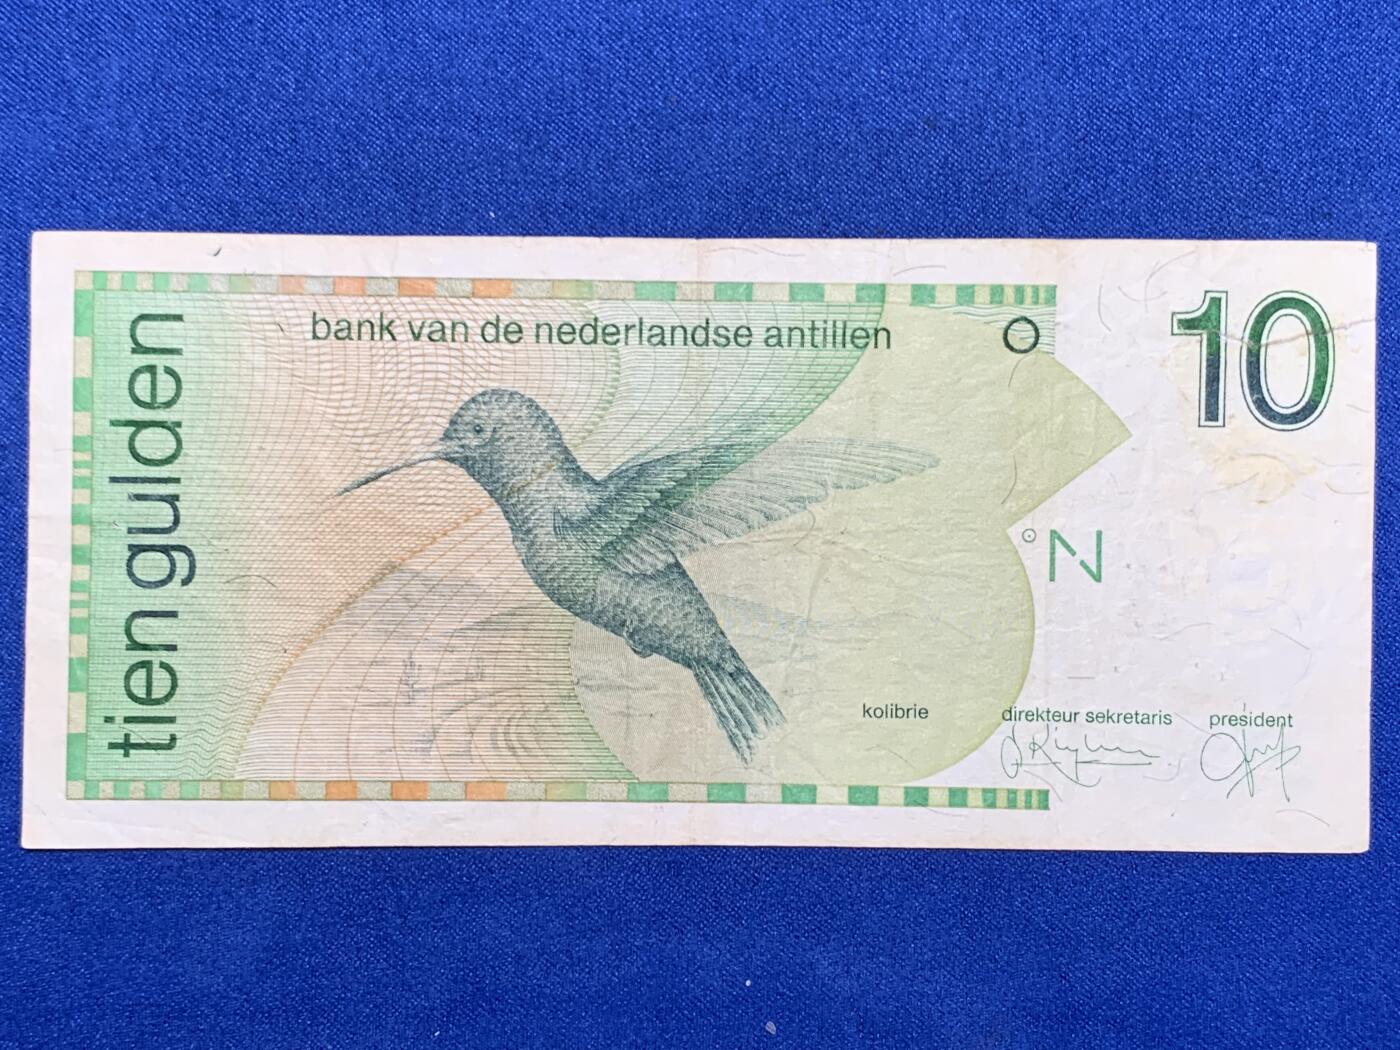 tien gulden
bank van de nederlandse antillen
10
°N
kolibrie
direkteur sekretaris
president